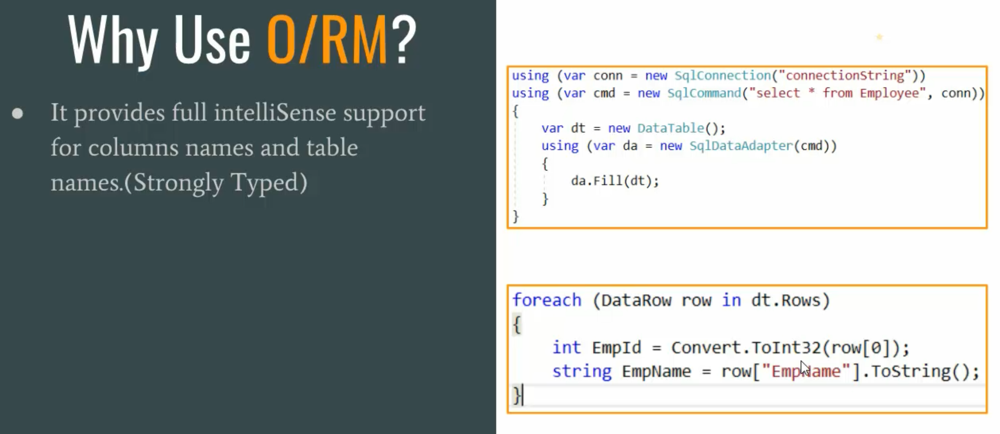 Why Use O/RM?
● It provides full intelliSense support
for columns names and table
names.(Strongly Typed)
using (var conn = new SqlConnection("connectionString"))
using (var cmd = new SqlCommand("select * from Employee", conn))
{
    var dt = new DataTable();
    using (var da = new SqlDataAdapter(cmd))
    {
        da.Fill(dt);
    }
}
foreach (DataRow row in dt.Rows)
{
    int EmpId = Convert.ToInt32(row[0]);
    string EmpName = row["EmpName"].ToString();
}